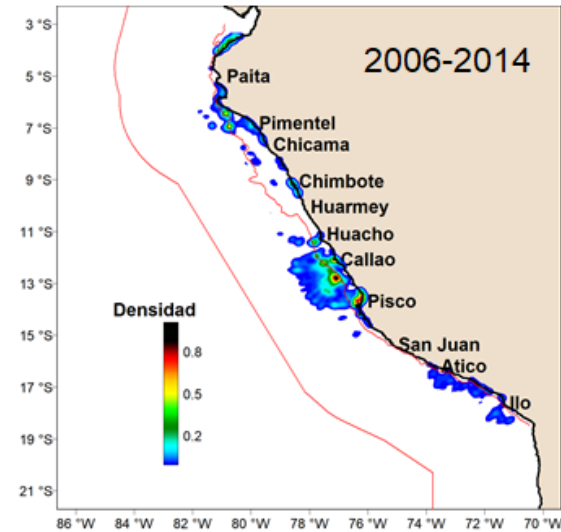 3 °S
5 °S
7 °S
9 °S
11 °S
13 °S
15 °S
17 °S
19 °S
21 °S
2006-2014
Paita
Pimentel
Chicama
Chimbote
Huarmey
Huacho
Callao
Pisco
San Juan
Atico
Ilo
Densidad
0.8
0.5
0.2
86 °W
84 °W
82 °W
80 °W
78 °W
76 °W
74 °W
72 °W
70 °W